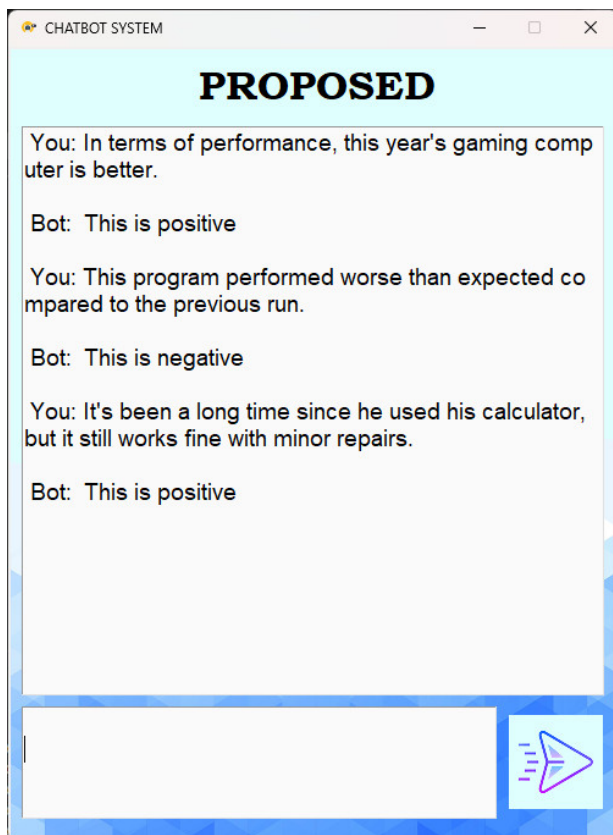 CHATBOT SYSTEM
PROPOSED
You: In terms of performance, this year's gaming comp
uter is better.
Bot:  This is positive
You: This program performed worse than expected co
mpared to the previous run.
Bot:  This is negative
You: It's been a long time since he used his calculator,
but it still works fine with minor repairs.
Bot:  This is positive